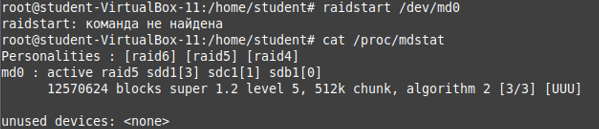 root@student-VirtualBox-11:/home/student# raidstart /dev/md0
raidstart: команда не найдена
root@student-VirtualBox-11:/home/student# cat /proc/mdstat
Personalities : [raid6] [raid5] [raid4]
md0 : active raid5 sdd1[3] sdc1[1] sdb1[0]
      12570624 blocks super 1.2 level 5, 512k chunk, algorithm 2 [3/3] [UUU]
unused devices: <none>